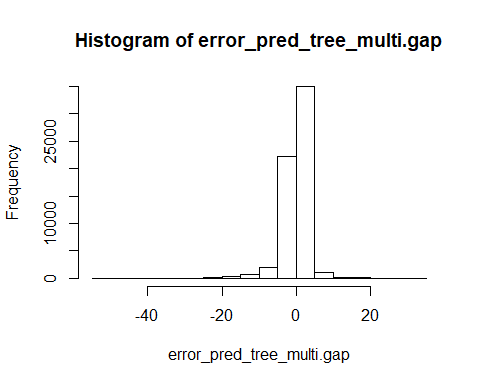 Histogram of error_pred_tree_multi.gap
Frequency
25000
10000
0
-40 -20 0 20
error_pred_tree_multi.gap